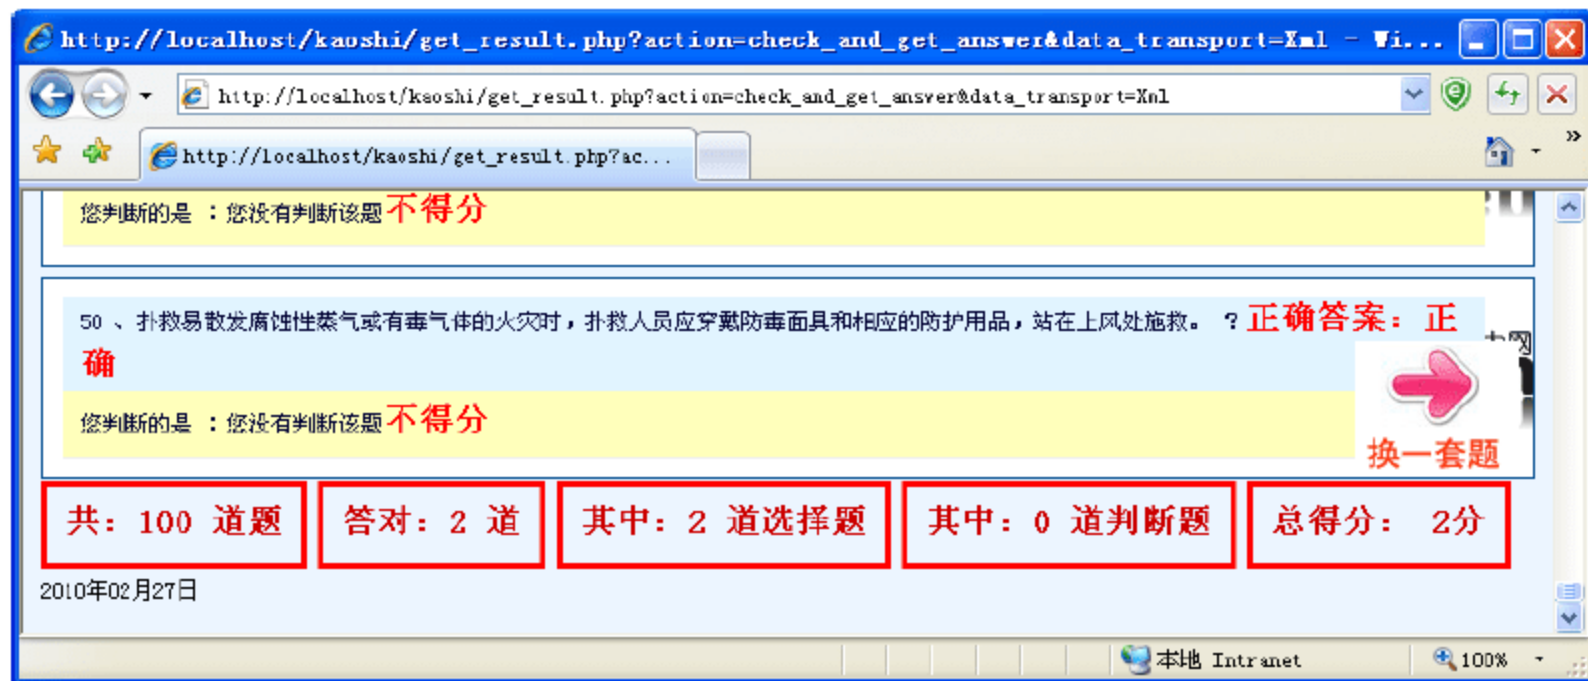 http://localhost/kaoshi/get_result.php?action=check_and_get_answer&data_transport=Xml - Wi...
http://localhost/kaoshi/get_result.php?action=check_and_get_answer&data_transport=Xml
http://localhost/kaoshi/get_result.php?ac...
您判断的是 ：您没有判断该题不得分
50 、扑救易散发腐蚀性蒸气或有毒气体的火灾时，扑救人员应穿戴防毒面具和相应的防护用品，站在上风处施救。 ？正确答案：正
确
您判断的是 ：您没有判断该题不得分
换一套题
共：100 道题 答对：2 道 其中：2 道选择题 其中：0 道判断题 总得分： 2分
2010年02月27日
本地 Intranet 100%